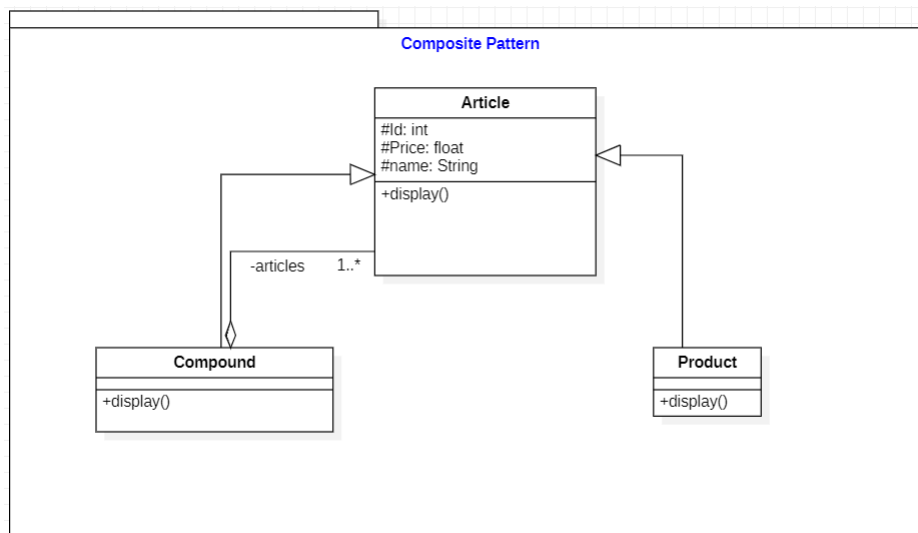 Composite Pattern
Article
#Id: int
#Price: float
#name: String
+display()
-articles 1..*
Compound
+display()
Product
+display()